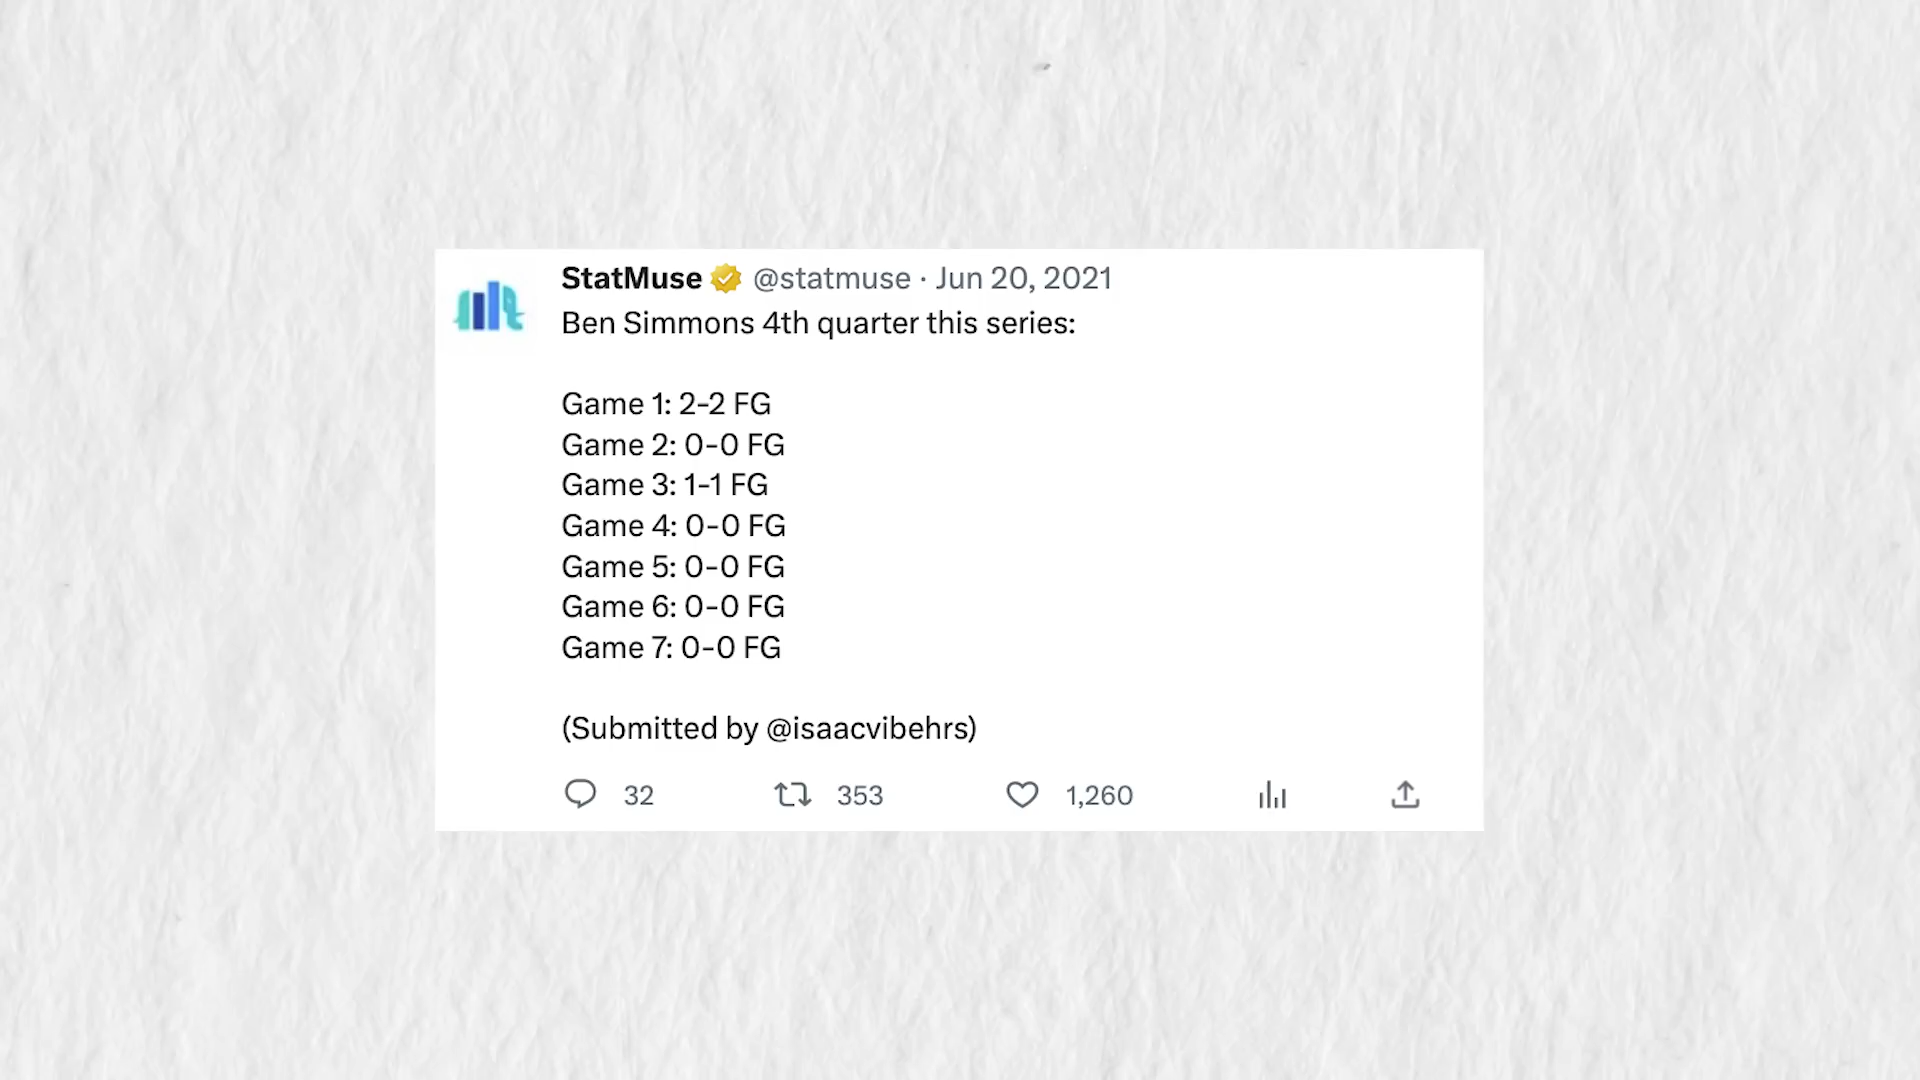 StatMuse @statmuse · Jun 20, 2021
Ben Simmons 4th quarter this series:
Game 1: 2-2 FG
Game 2: 0-0 FG
Game 3: 1-1 FG
Game 4: 0-0 FG
Game 5: 0-0 FG
Game 6: 0-0 FG
Game 7: 0-0 FG
(Submitted by @isaacvibehrs)
32 353 1,260